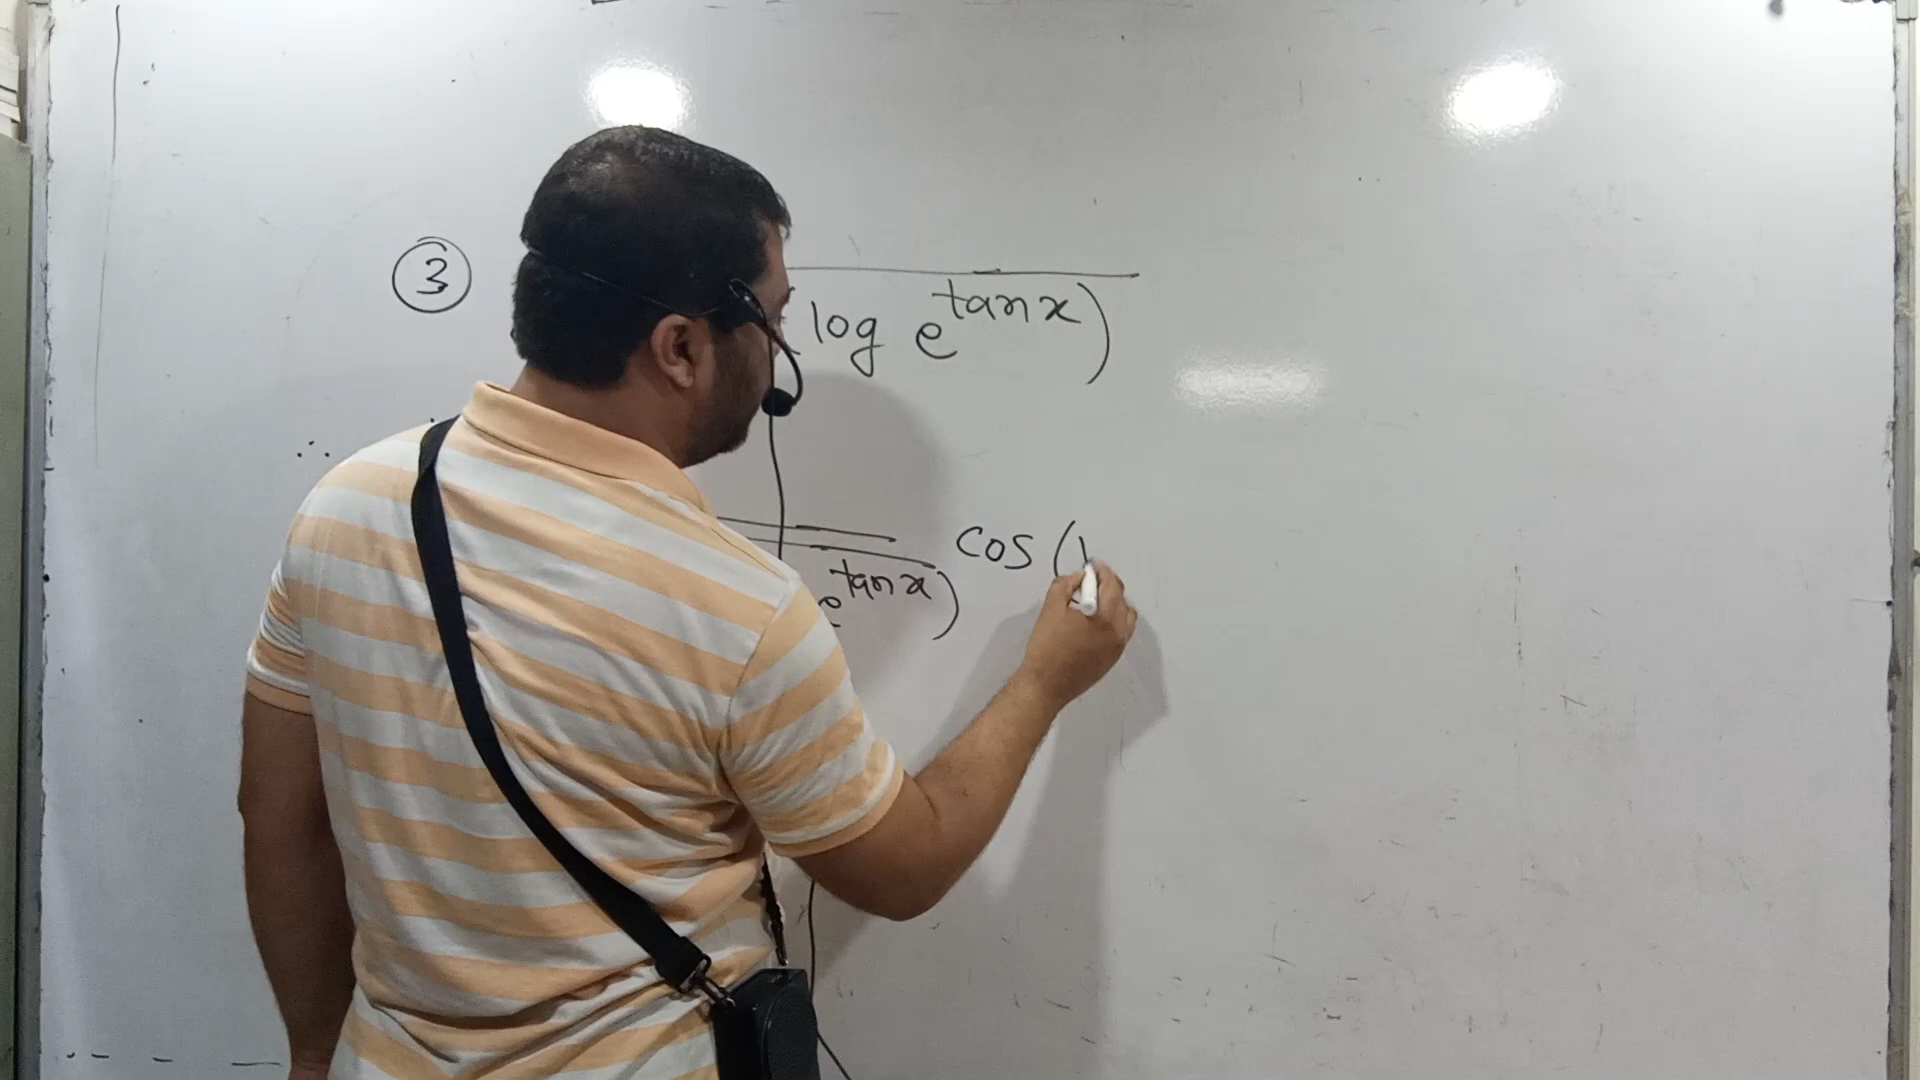 ③
log e^tan x)
e^tan x) cos (